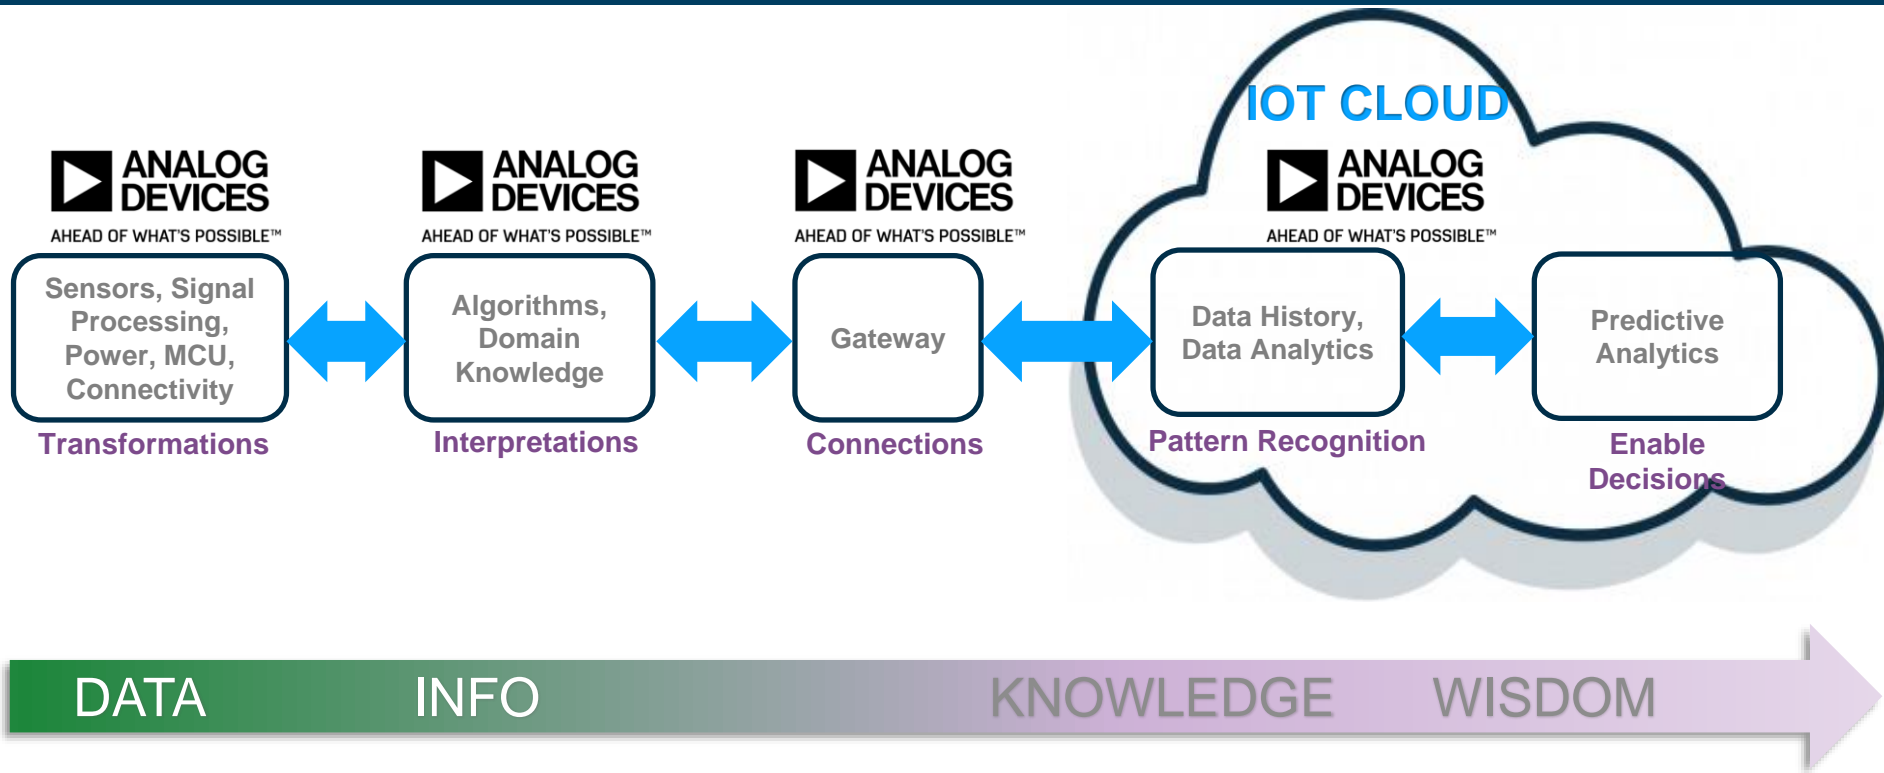 IOT CLOUD
ANALOG
DEVICES
AHEAD OF WHAT'S POSSIBLE™
Sensors, Signal
Processing,
Power, MCU,
Connectivity
Transformations
ANALOG
DEVICES
AHEAD OF WHAT'S POSSIBLE™
Algorithms,
Domain
Knowledge
Interpretations
ANALOG
DEVICES
AHEAD OF WHAT'S POSSIBLE™
Gateway
Connections
ANALOG
DEVICES
AHEAD OF WHAT'S POSSIBLE™
Data History,
Data Analytics
Pattern Recognition
Predictive
Analytics
Enable
Decisions
DATA
INFO
KNOWLEDGE
WISDOM